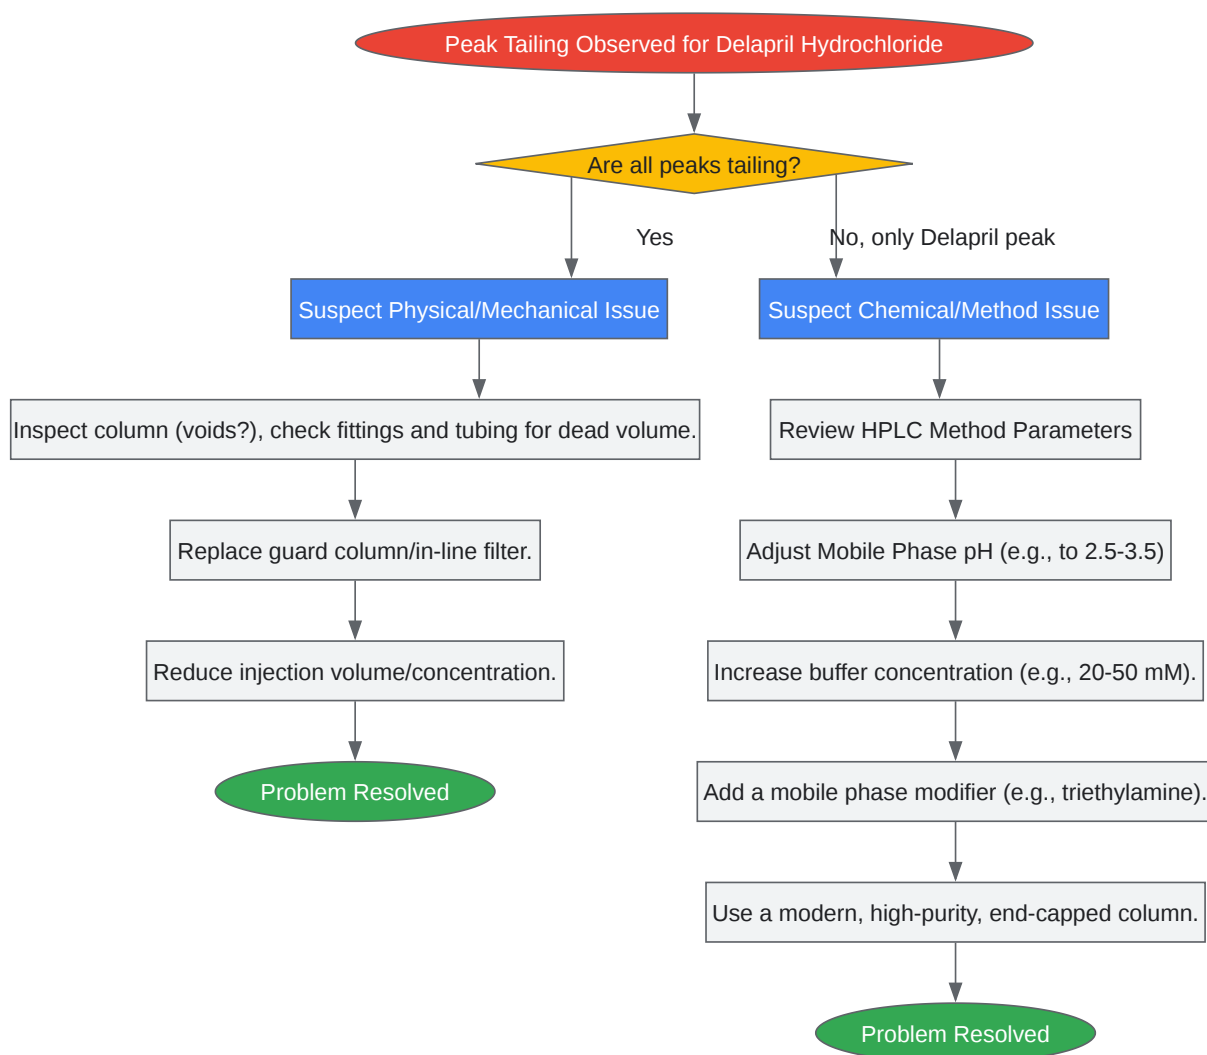 Peak Tailing Observed for Delapril Hydrochloride
Are all peaks tailing?
Yes
No, only Delapril peak
Suspect Physical/Mechanical Issue
Suspect Chemical/Method Issue
Inspect column (voids?), check fittings and tubing for dead volume.
Review HPLC Method Parameters
Replace guard column/in-line filter.
Adjust Mobile Phase pH (e.g., to 2.5-3.5)
Reduce injection volume/concentration.
Increase buffer concentration (e.g., 20-50 mM).
Problem Resolved
Add a mobile phase modifier (e.g., triethylamine).
Use a modern, high-purity, end-capped column.
Problem Resolved